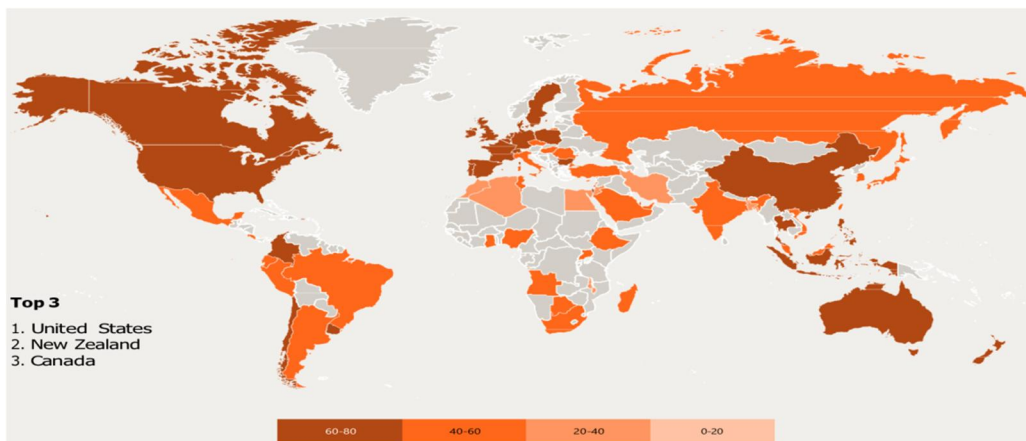 Top 3
1. United States
2. New Zealand
3. Canada
60-80 40-60 20-40 0-20